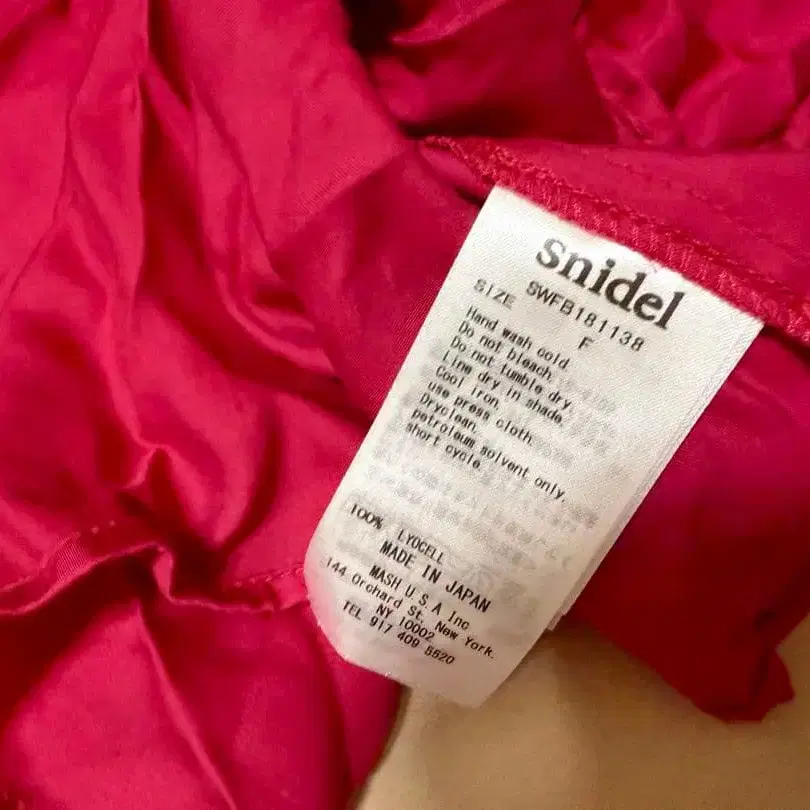 Snidel
SWFB181138
SIZE F
Hand wash cold
Do not bleach.
Do not tumble dry
Line dry in shade.
Cool iron,
use press cloth
Dryclean,
petroleum solvent only,
short cycle.
100% LYOCELL
MADE IN JAPAN
MASH U.S.A Inc
144 Orchard St. New York.
NY 10002
TEL 917 409 5520